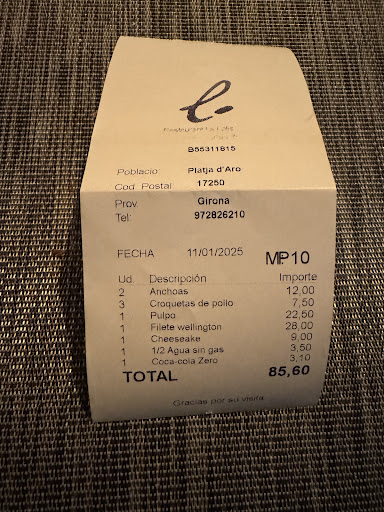 B55311815
Poblacio Platja d'Aro
Cod. Postal 17250
Prov. Girona
Tel: 972826210
FECHA 11/01/2025 MP10
Ud. Descripción Importe
2 Anchoas 12,00
3 Croquetas de pollo 7,50
1 Pulpo 22,50
1 Filete wellington 28,00
1 Cheeseake 9,00
1 1/2 Agua sin gas 3,50
1 Coca-cola Zero 3,10
TOTAL 85,60
Gracias por su visita